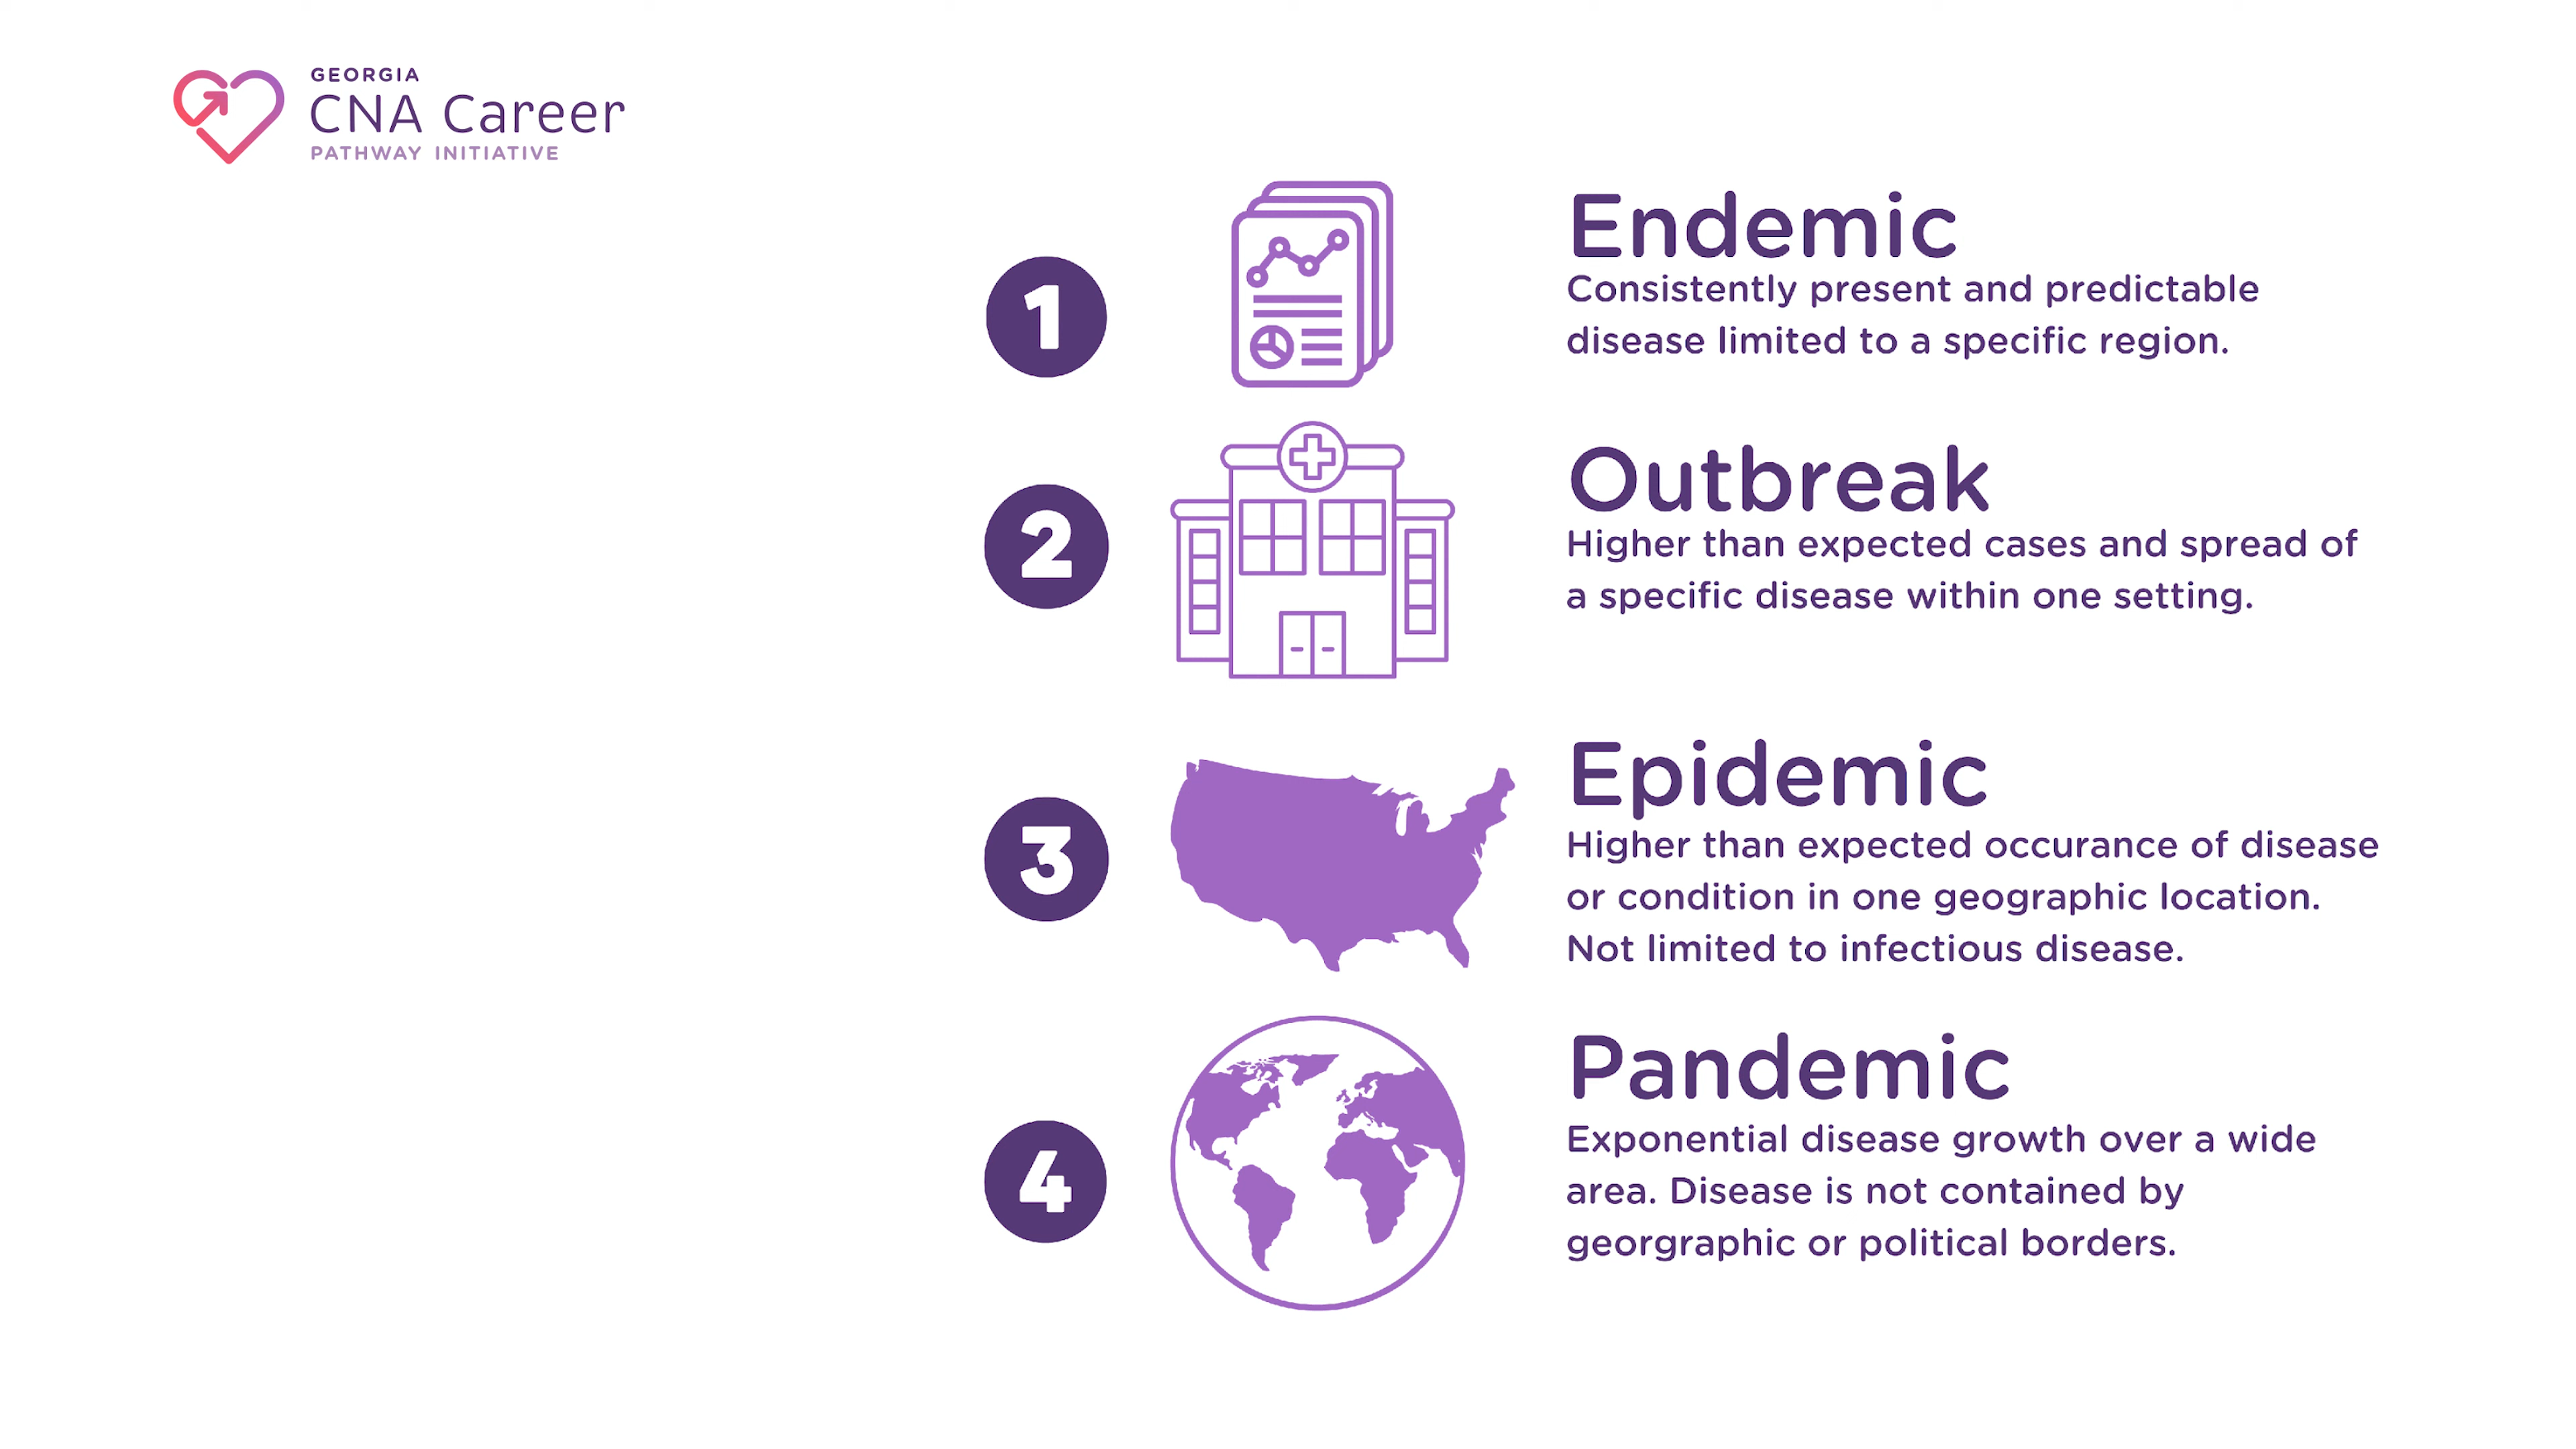 GEORGIA
CNA Career
PATHWAY INITIATIVE
1
Endemic
Consistently present and predictable
disease limited to a specific region.
2
Outbreak
Higher than expected cases and spread of
a specific disease within one setting.
3
Epidemic
Higher than expected occurance of disease
or condition in one geographic location.
Not limited to infectious disease.
4
Pandemic
Exponential disease growth over a wide
area. Disease is not contained by
georgraphic or political borders.